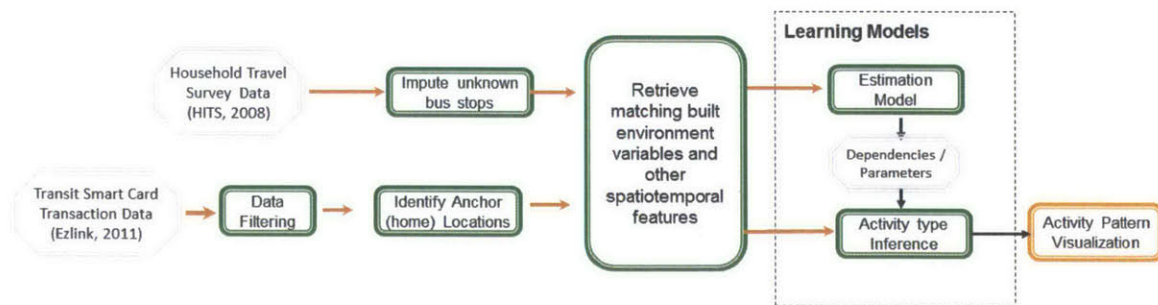 Household Travel
Survey Data
(HITS, 2008)
Impute unknown
bus stops
Transit Smart Card
Transaction Data
(Ezlink, 2011)
Data
Filtering
Identify Anchor
(home) Locations
Retrieve
matching built
environment
variables and
other
spatiotemporal
features
Learning Models
Estimation
Model
Dependencies /
Parameters
Activity type
Inference
Activity Pattern
Visualization